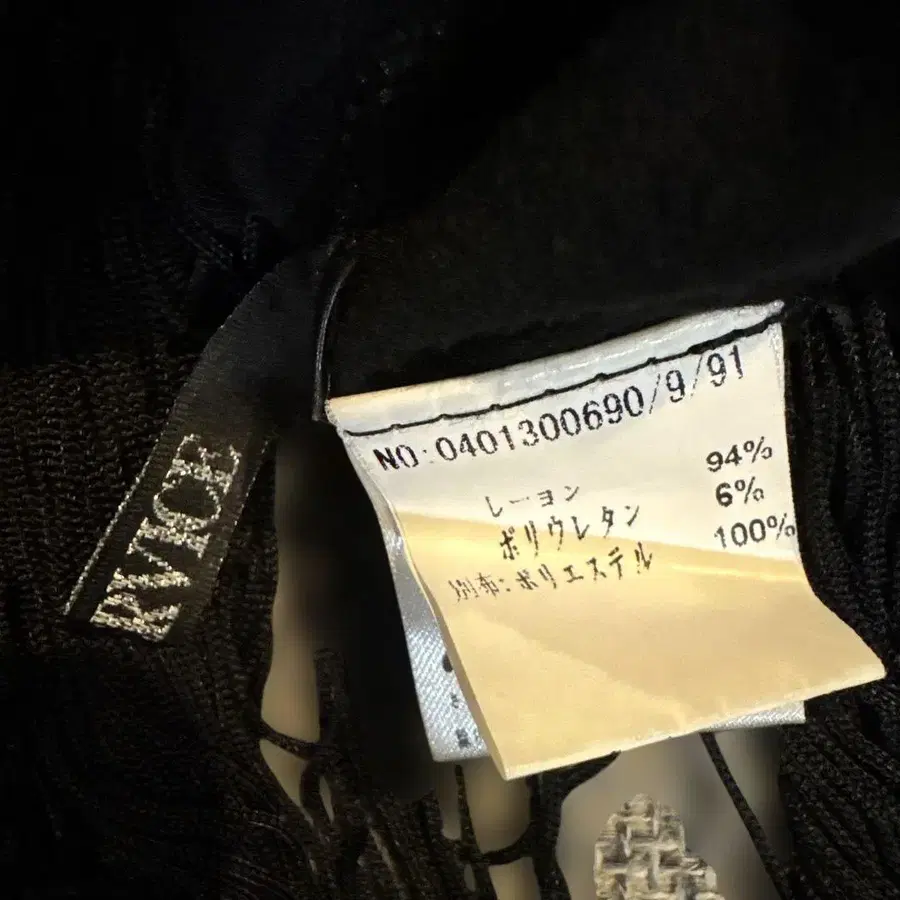 NO:0401300690/9/91
レーヨン 94%
ポリウレタン 6%
別布:ポリエステル 100%
RVICE